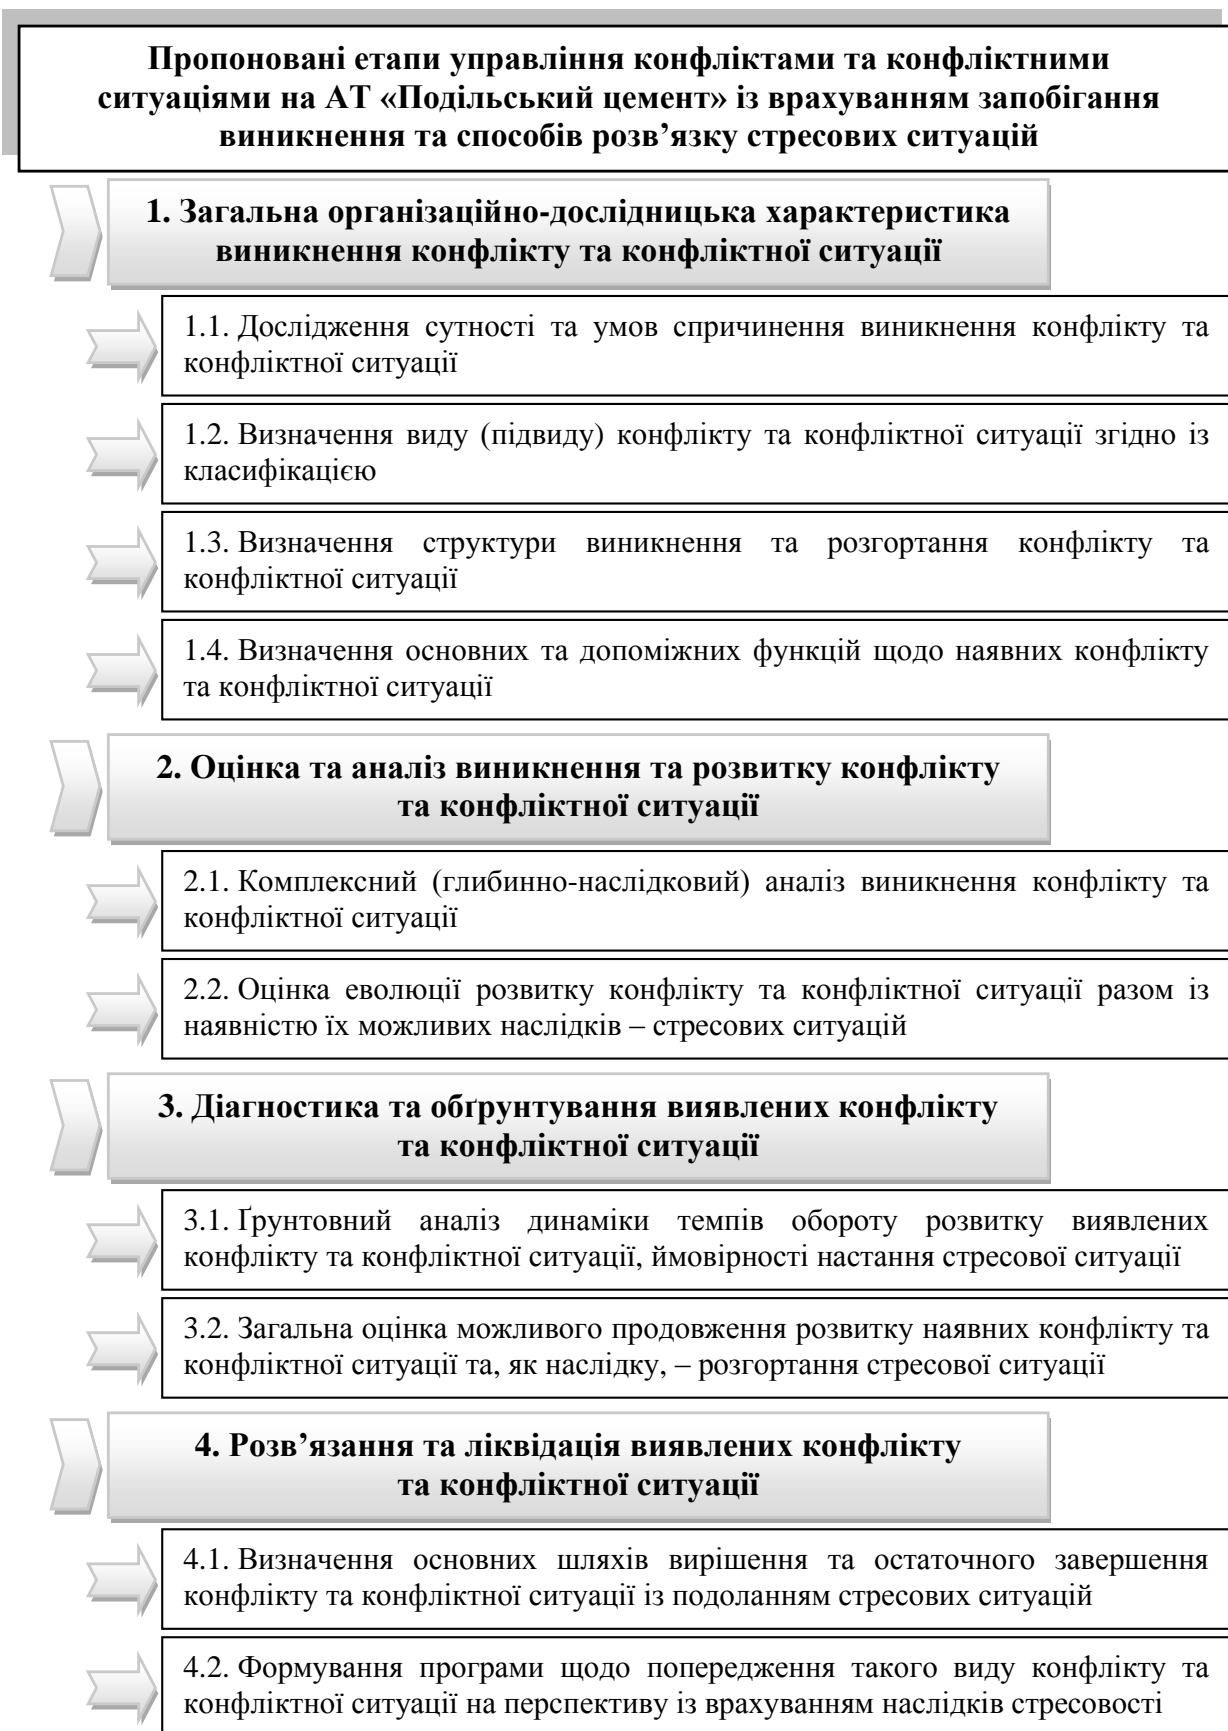 Пропоновані етапи управління конфліктами та конфліктними
ситуаціями на АТ «Подільський цемент» із врахуванням запобігання
виникнення та способів розв’язку стресових ситуацій
1. Загальна організаційно-дослідницька характеристика
виникнення конфлікту та конфліктної ситуації
1.1. Дослідження сутності та умов спричинення виникнення конфлікту та
конфліктної ситуації
1.2. Визначення виду (підвиду) конфлікту та конфліктної ситуації згідно із
класифікацією
1.3. Визначення структури виникнення та розгортання конфлікту та
конфліктної ситуації
1.4. Визначення основних та допоміжних функцій щодо наявних конфлікту
та конфліктної ситуації
2. Оцінка та аналіз виникнення та розвитку конфлікту
та конфліктної ситуації
2.1. Комплексний (глибинно-наслідковий) аналіз виникнення конфлікту та
конфліктної ситуації
2.2. Оцінка еволюції розвитку конфлікту та конфліктної ситуації разом із
наявністю їх можливих наслідків – стресових ситуацій
3. Діагностика та обґрунтування виявлених конфлікту
та конфліктної ситуації
3.1. Ґрунтовний аналіз динаміки темпів обороту розвитку виявлених
конфлікту та конфліктної ситуації, ймовірності настання стресової ситуації
3.2. Загальна оцінка можливого продовження розвитку наявних конфлікту та
конфліктної ситуації та, як наслідку, – розгортання стресової ситуації
4. Розв’язання та ліквідація виявлених конфлікту
та конфліктної ситуації
4.1. Визначення основних шляхів вирішення та остаточного завершення
конфлікту та конфліктної ситуації із подоланням стресових ситуацій
4.2. Формування програми щодо попередження такого виду конфлікту та
конфліктної ситуації на перспективу із врахуванням наслідків стресовості